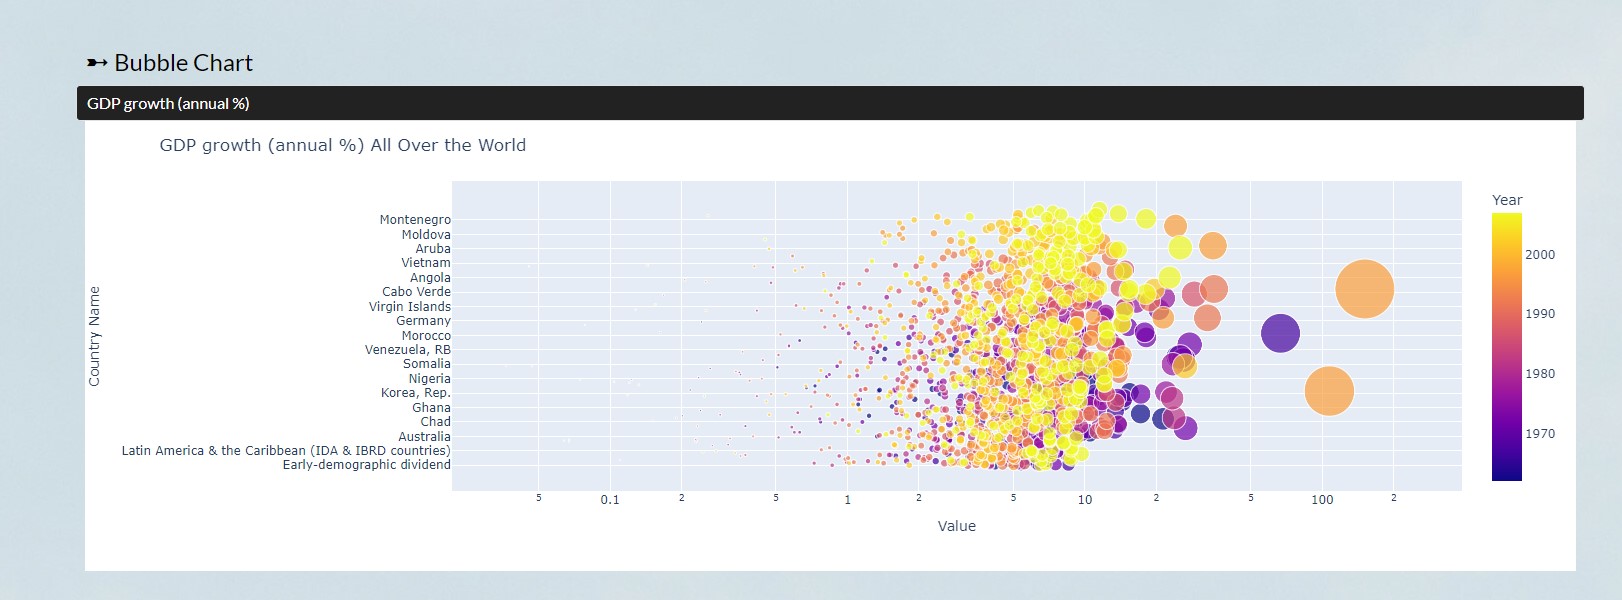 ➳ Bubble Chart
GDP growth (annual %)
GDP growth (annual %) All Over the World
Year
Montenegro
Moldova
Aruba
Vietnam
Angola
Cabo Verde
Virgin Islands
Germany
Morocco
Venezuela, RB
Somalia
Nigeria
Korea, Rep.
Ghana
Chad
Australia
Latin America & the Caribbean (IDA & IBRD countries)
Early-demographic dividend
Country Name
2000
1990
1980
1970
5 0.1 2 5 1 2 5 10 2 5 100 2
Value